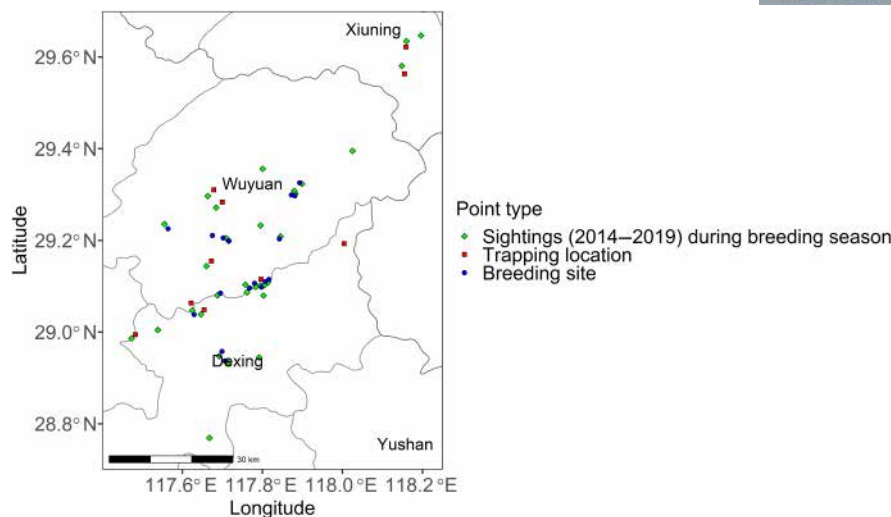 Xiuning
29.6°N
29.4°N
Wuyuan
Point type
Sightings (2014–2019) during breeding season
Latitude
29.2°N
Trapping location
Breeding site
29.0°N
Dexing
28.8°N
Yushan
30 km
117.6°E 117.8°E 118.0°E 118.2°E
Longitude